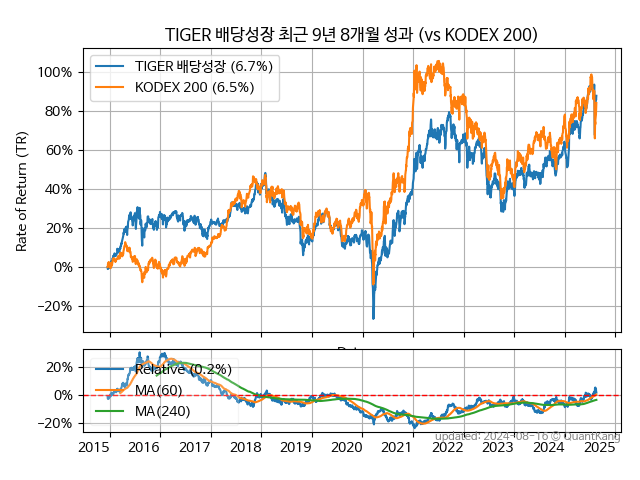 TIGER 배당성장 최근 9년 8개월 성과 (vs KODEX 200)
Rate of Return (TR)
100%
80%
60%
40%
20%
0%
−20%
TIGER 배당성장 (6.7%)
KODEX 200 (6.5%)
20%
0%
−20%
Relative (0.2%)
MA(60)
MA(240)
2015 2016 2017 2018 2019 2020 2021 2022 2023 2024 2025
updated: 2024-08-16 © QuantKang